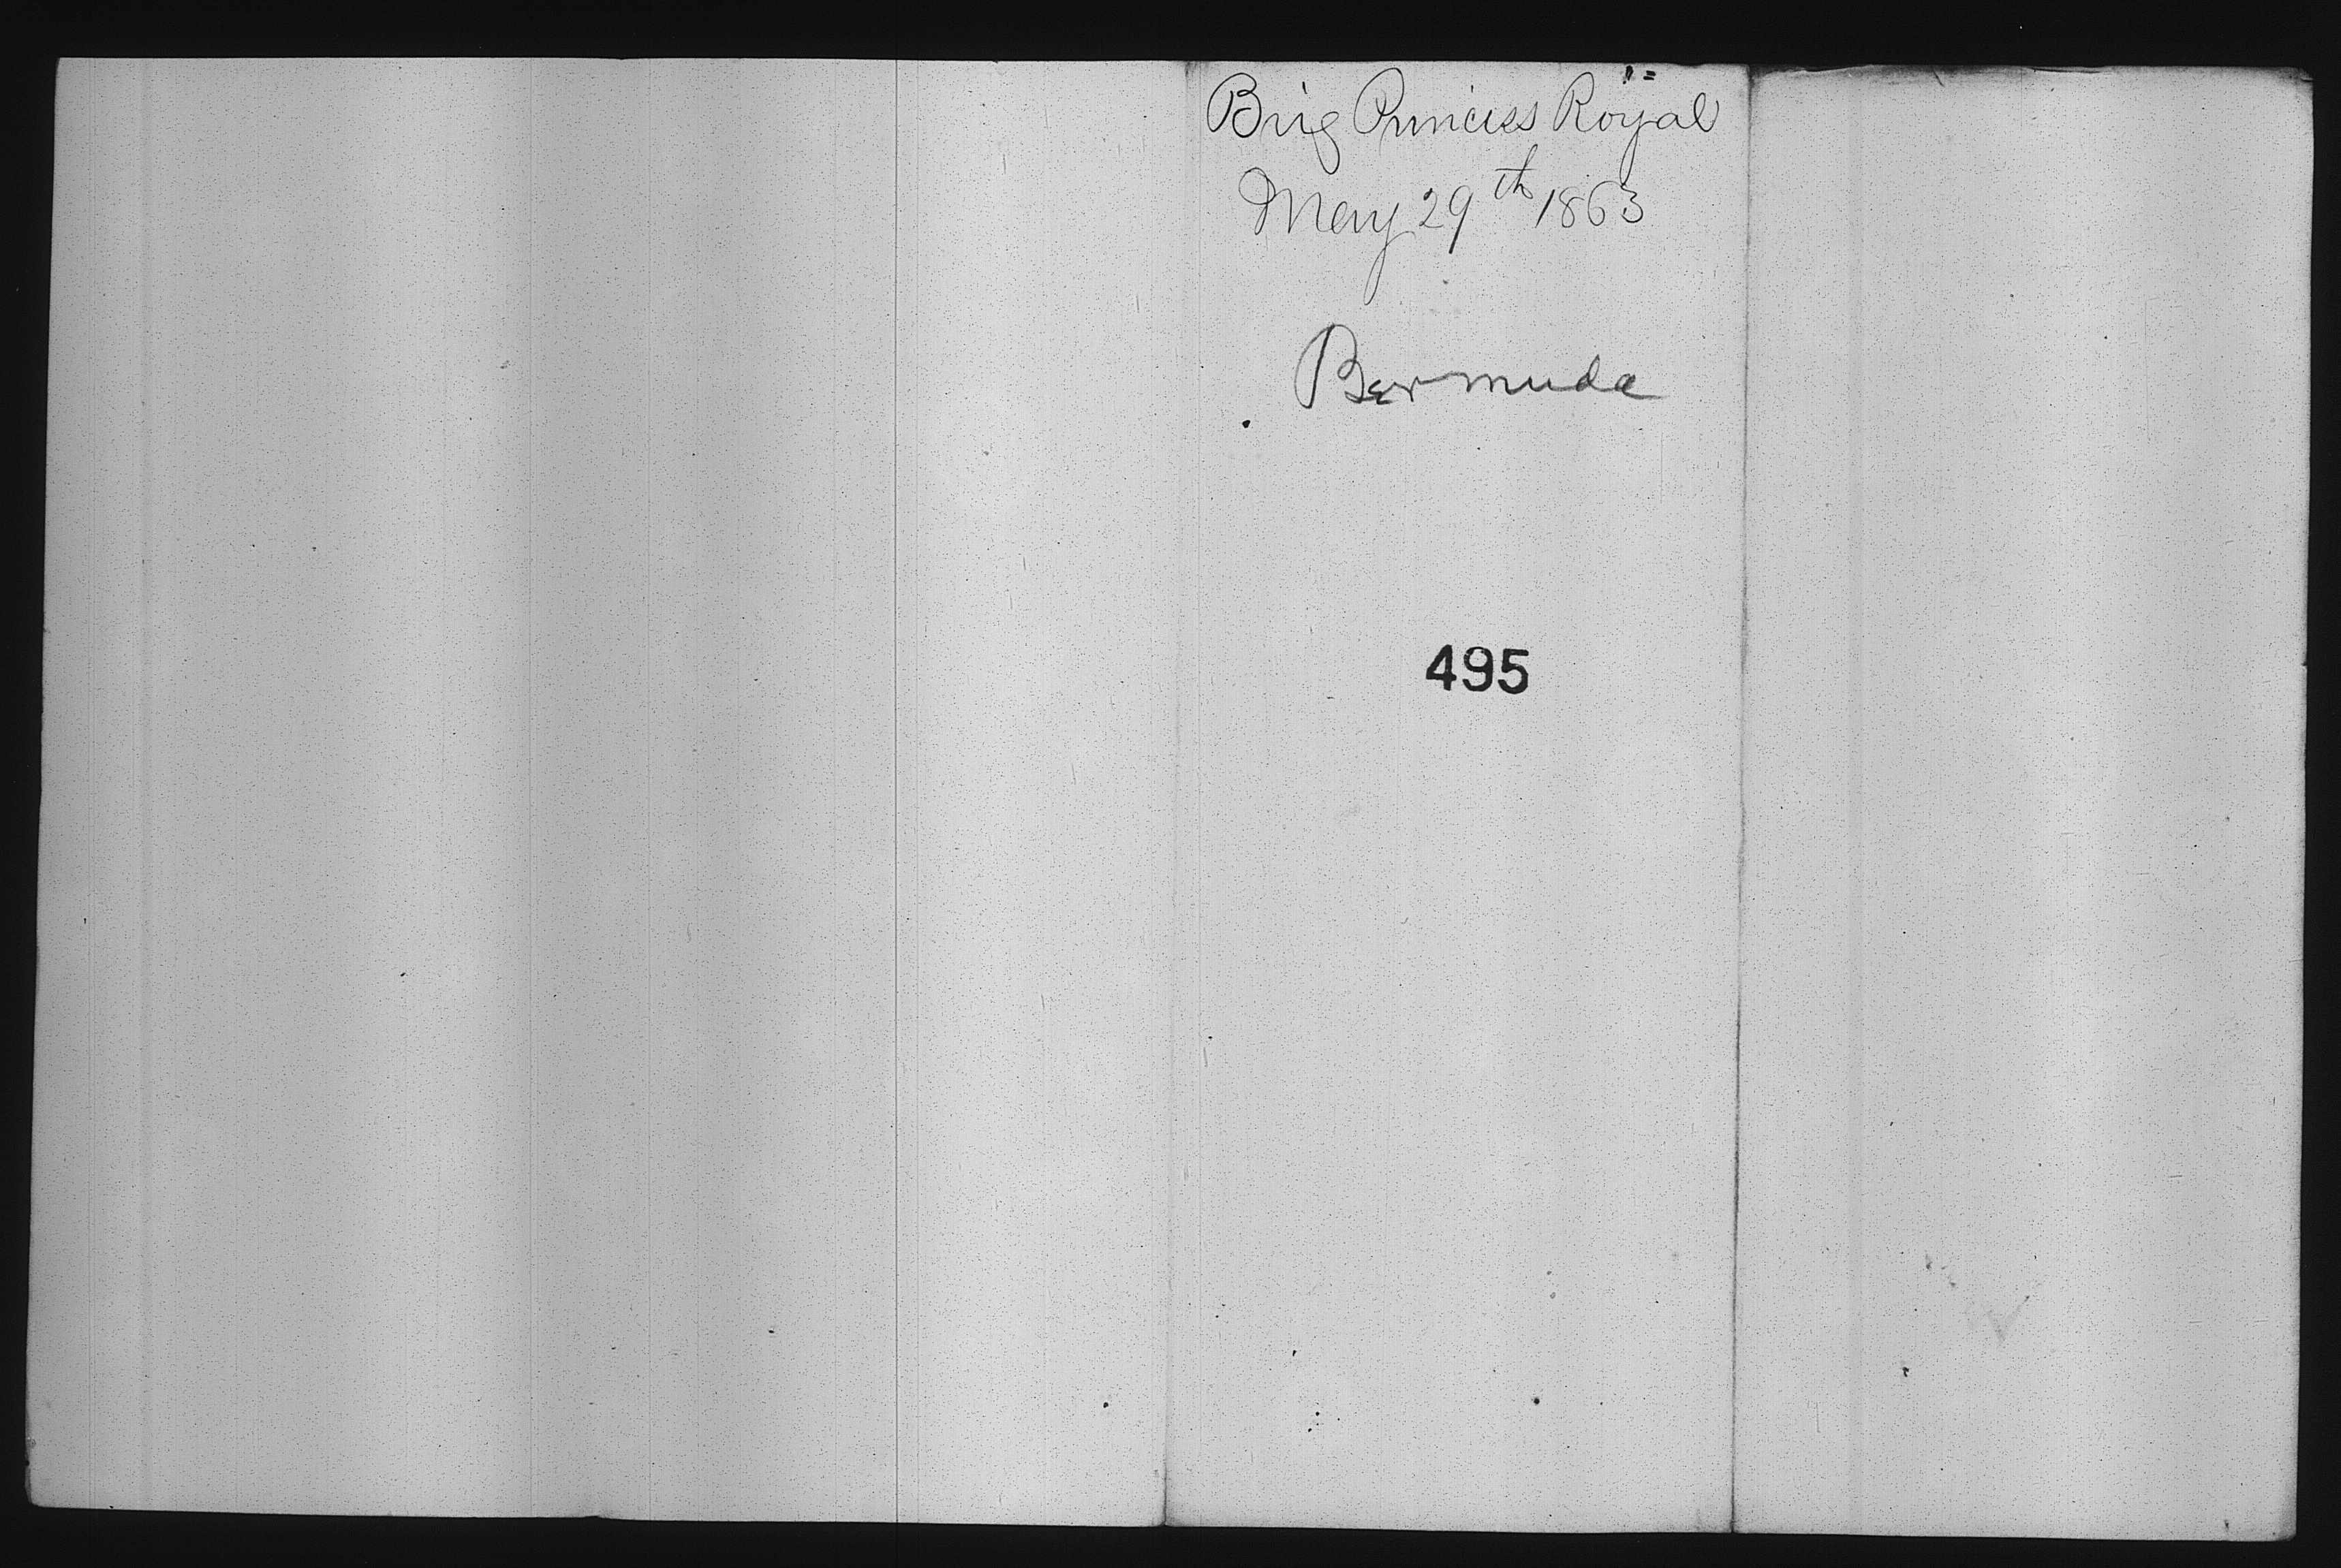 Brig Princess Royal
May 29th 1863
Bermuda
495